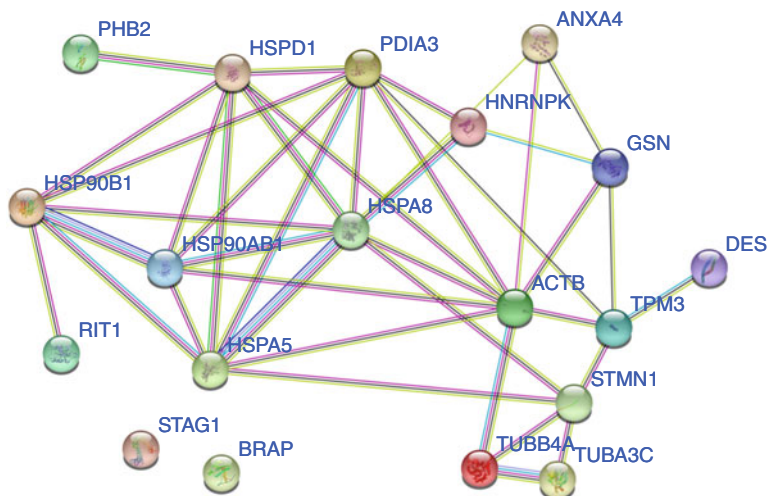 ANXA4
PHB2
HSPD1
PDIA3
HNRNPK
GSN
HSP90B1
HSPA8
HSP90AB1
DES
ACTB
TPM3
RIT1
HSPA5
STMN1
STAG1
BRAP
TUBB4A
TUBA3C